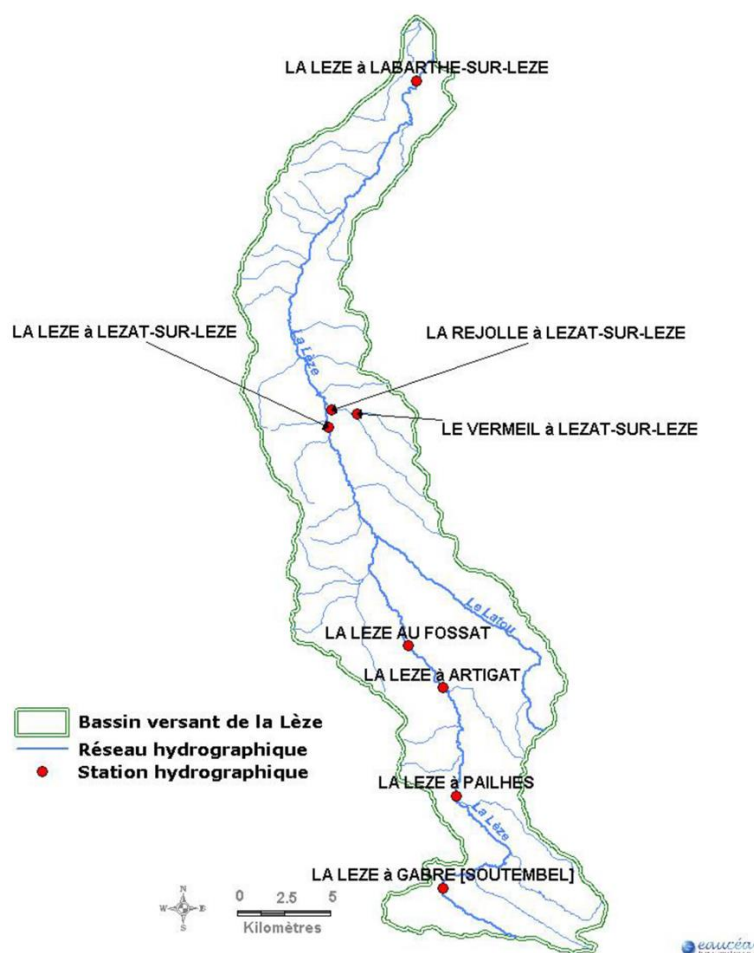 LA LEZE à LABARTHE-SUR-LEZE
LA LEZE à LEZAT-SUR-LEZE
LA REJOLLE à LEZAT-SUR-LEZE
La Lèze
LE VERMEIL à LEZAT-SUR-LEZE
Le Latou
LA LEZE AU FOSSAT
LA LEZE à ARTIGAT
Bassin versant de la Lèze
Réseau hydrographique
Station hydrographique
LA LEZE à PAILHES
La Lèze
LA LEZE à GABRE [SOUTEMBEL]
N
W E
S
0 2.5 5
Kilomètres
eaucéa